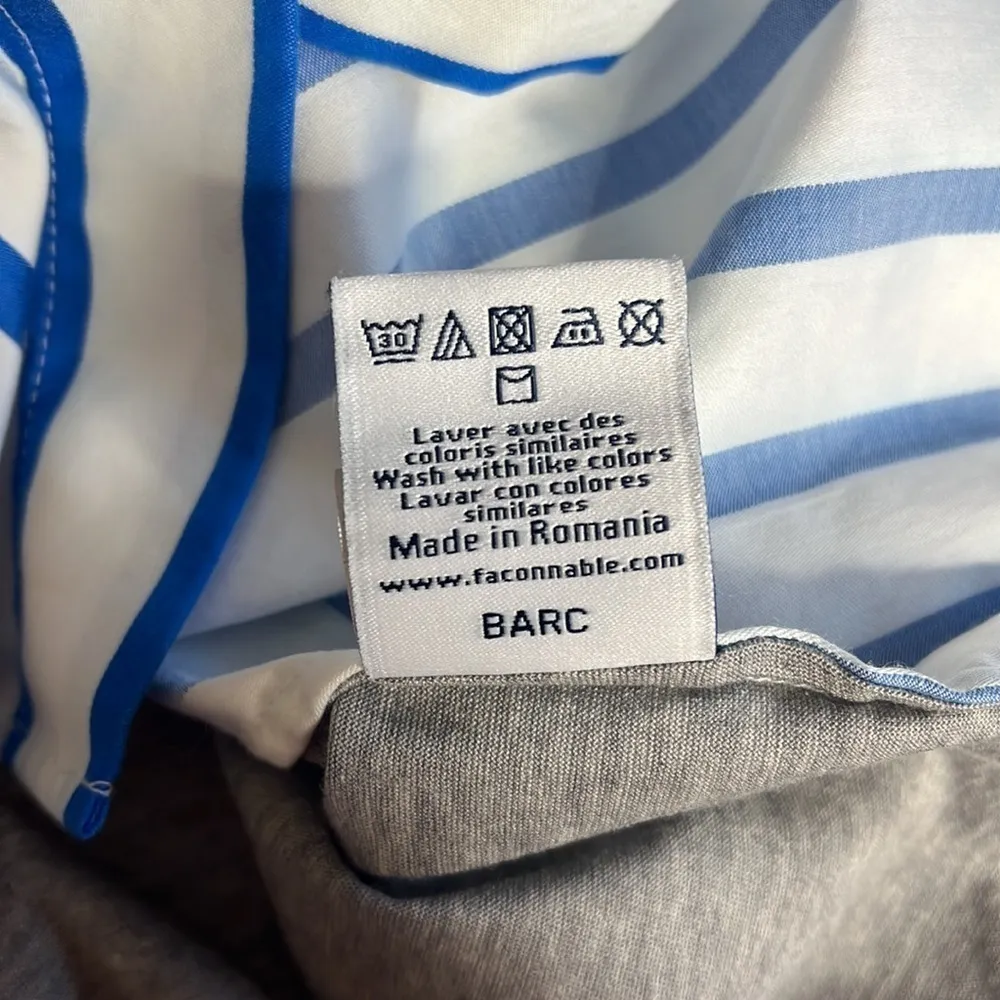 30
Laver avec des
coloris similaires
Wash with like colors
Lavar con colores
similares
Made in Romania
www.faconnable.com
BARC